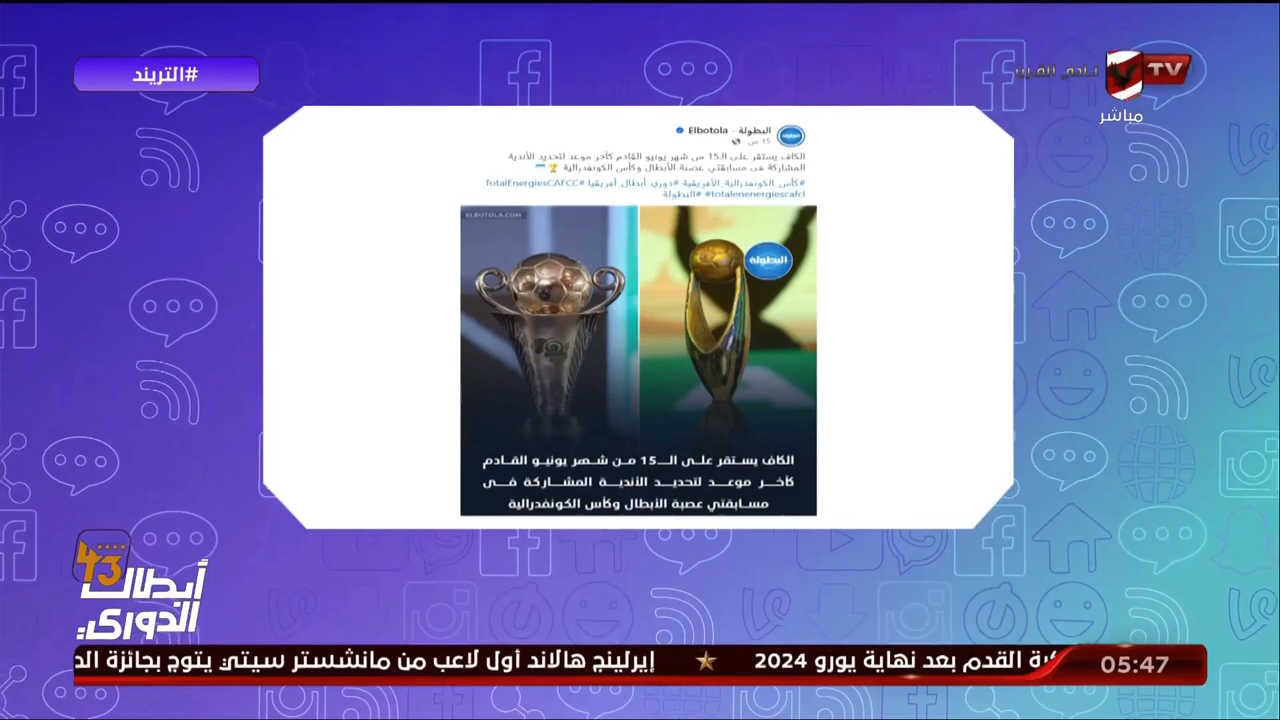 #التريند
نادي القرن
TV
مباشر
البطولة - Elbotola
15 س
الكاف يستقر على الـ15 من شهر يونيو القادم كآخر موعد لتحديد الأندية
المشاركة في مسابقتي عصبة الأبطال وكأس الكونفدرالية 🏆
#كأس_الكونفدرالية_الأفريقية #دوري_أبطال_أفريقيا #TotalEnergiesCAFCC
#totalenenergiescafcl #البطولة
ELBOTOLA.COM
البطولة
الكاف يستقر على الـ15 من شهر يونيو القادم
كآخر موعد لتحديد الأندية المشاركة في
مسابقتي عصبة الأبطال وكأس الكونفدرالية
43
أبطال
الدوري
كرة القدم بعد نهاية يورو 2024
إيرلينج هالاند أول لاعب من مانشستر سيتي يتوج بجائزة
05:47